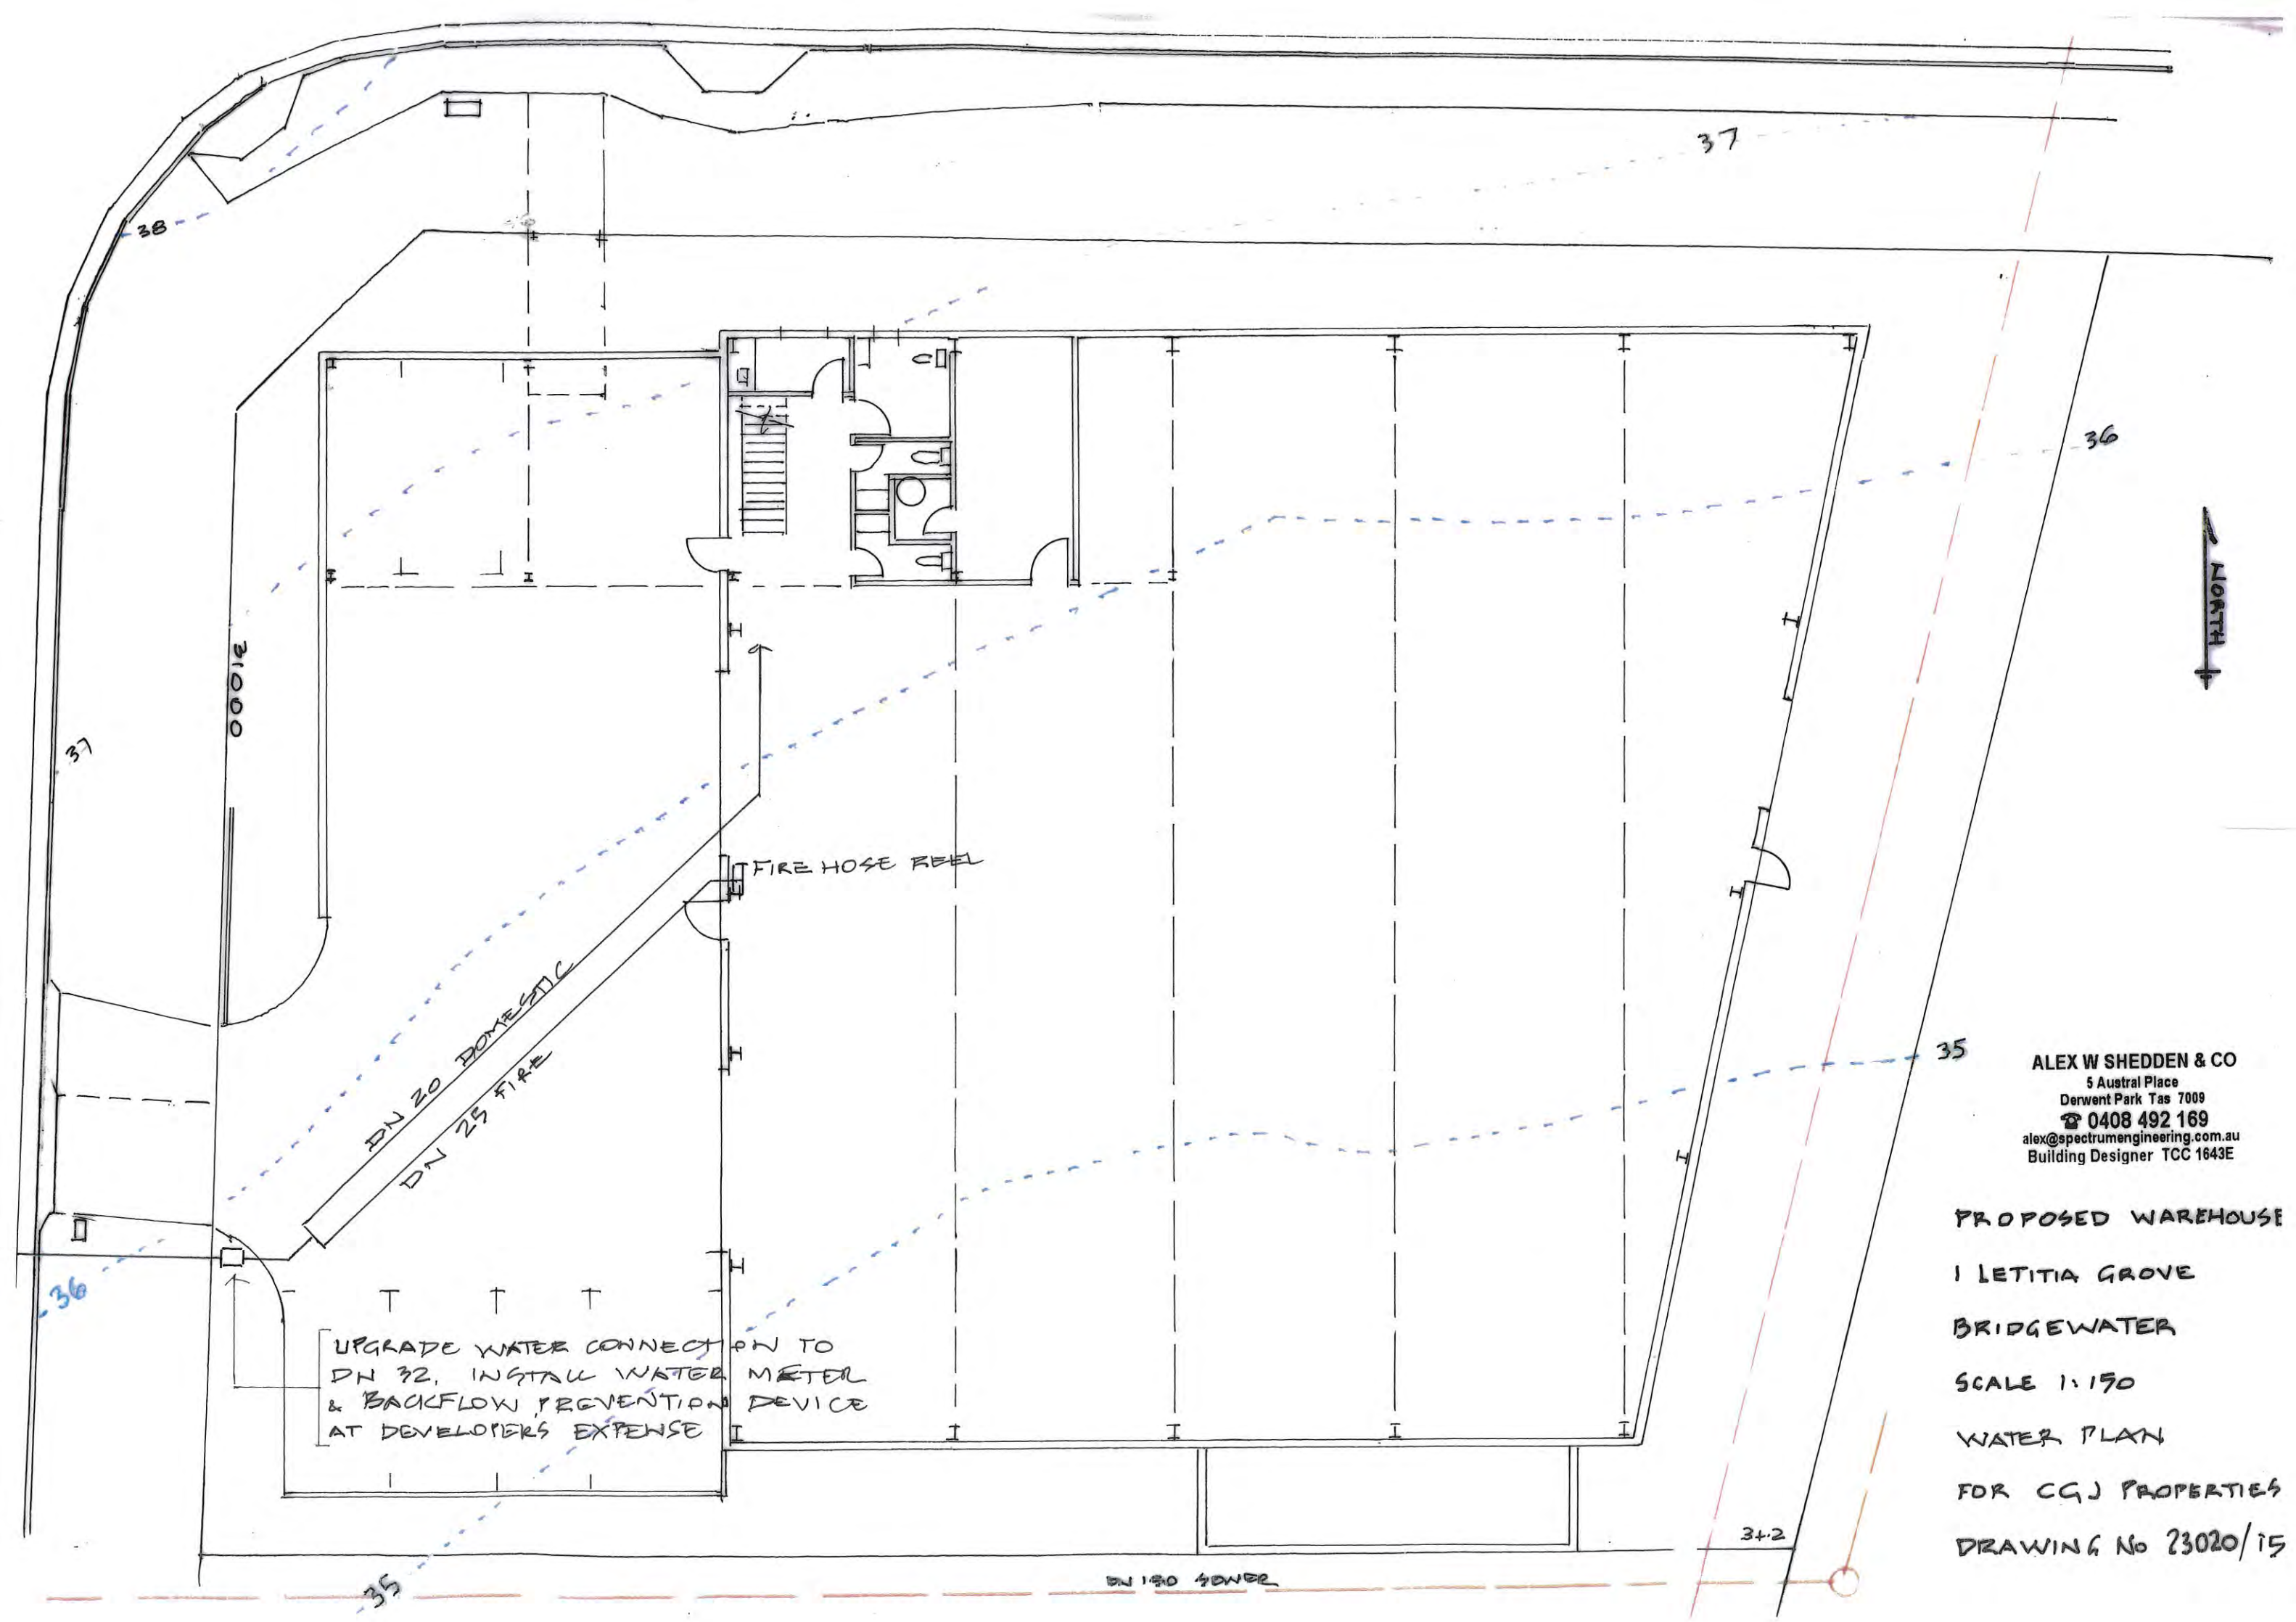 37
38
36
NORTH
31000
37
FIRE HOSE REEL
DN 20 DOMESTIC
DN 25 FIRE
35
ALEX W SHEDDEN & CO
5 Austral Place
Derwent Park Tas 7009
☎ 0408 492 169
alex@spectrumengineering.com.au
Building Designer TCC 1643E
PROPOSED WAREHOUSE
1 LETITIA GROVE
BRIDGEWATER
SCALE 1:150
WATER PLAN
FOR CGJ PROPERTIES
DRAWING No 23020/15
36
UPGRADE WATER CONNECTION TO
DN 32, INSTALL WATER METER
& BACKFLOW PREVENTION DEVICE
AT DEVELOPER'S EXPENSE
34.2
DN 150 SEWER
35